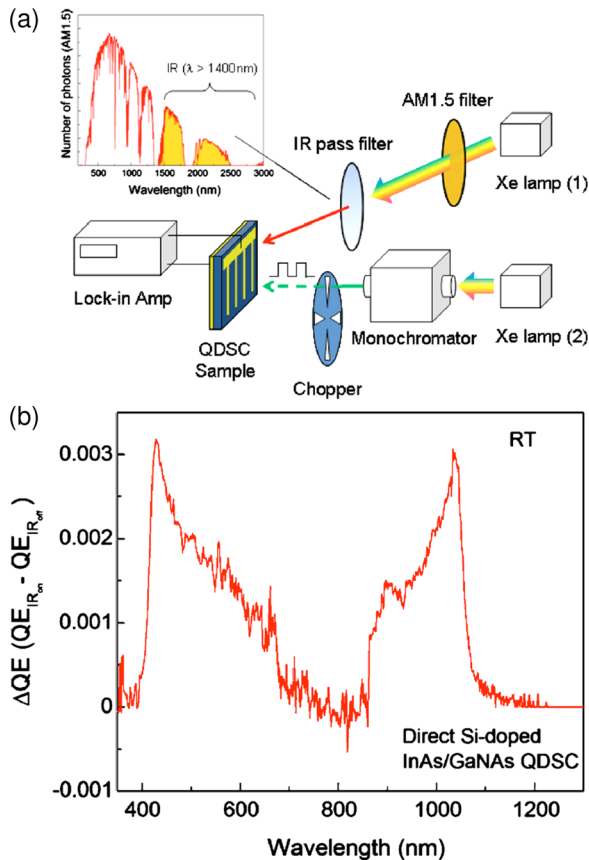 (a)
Number of photons (AM1.5)
IR (λ > 1400nm)
500 1000 1500 2000 2500 3000
Wavelength (nm)
AM1.5 filter
IR pass filter
Xe lamp (1)
Lock-in Amp
QDSC
Sample
Chopper
Monochromator
Xe lamp (2)
(b)
RT
ΔQE (QE IRon - QE IRoff)
0.003
0.002
0.001
0
-0.001
Direct Si-doped
InAs/GaNAs QDSC
400 600 800 1000 1200
Wavelength (nm)